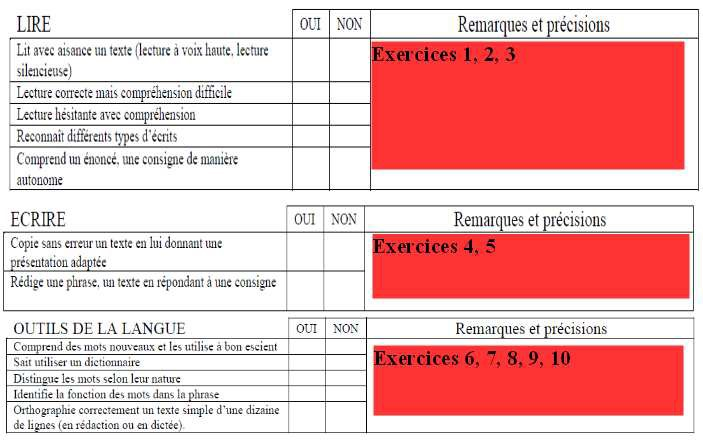 LIRE OUI NON Remarques et précisions
Lit avec aisance un texte (lecture à voix haute, lecture
silencieuse)
Exercices 1, 2, 3
Lecture correcte mais compréhension difficile
Lecture hésitante avec compréhension
Reconnaît différents types d'écrits
Comprend un énoncé, une consigne de manière
autonome
ECRIRE OUI NON Remarques et précisions
Copie sans erreur un texte en lui donnant une
présentation adaptée
Exercices 4, 5
Rédige une phrase, un texte en répondant à une consigne
OUTILS DE LA LANGUE OUI NON Remarques et précisions
Comprend des mots nouveaux et les utilise à bon escient
Exercices 6, 7, 8, 9, 10
Sait utiliser un dictionnaire
Distingue les mots selon leur nature
Identifie la fonction des mots dans la phrase
Orthographie correctement un texte simple d'une dizaine
de lignes (en rédaction ou en dictée).